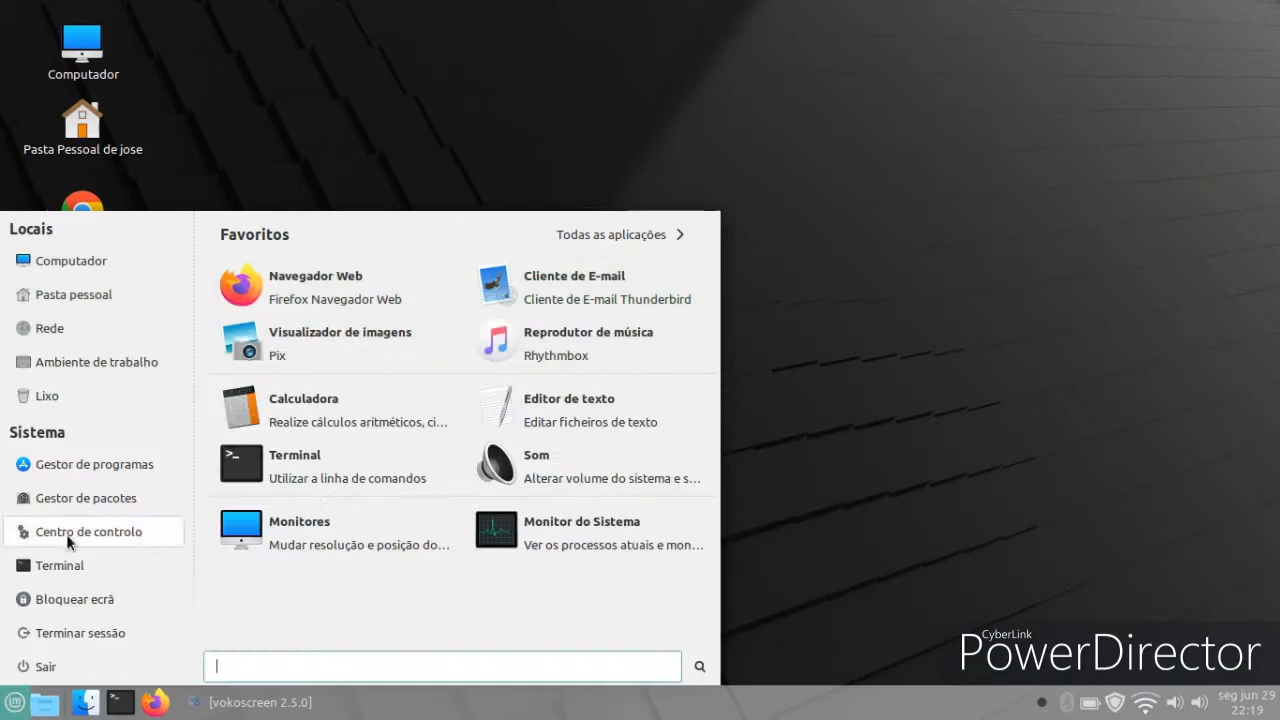 Computador
Pasta Pessoal de jose
Locais
Computador
Pasta pessoal
Rede
Ambiente de trabalho
Lixo
Sistema
Gestor de programas
Gestor de pacotes
Centro de controlo
Terminal
Bloquear ecrã
Terminar sessão
Sair
Favoritos
Todas as aplicações
Navegador Web
Firefox Navegador Web
Cliente de E-mail
Cliente de E-mail Thunderbird
Visualizador de imagens
Pix
Reprodutor de música
Rhythmbox
Calculadora
Realize cálculos aritméticos, ci...
Editor de texto
Editar ficheiros de texto
Terminal
Utilizar a linha de comandos
Som
Alterar volume do sistema e s...
Monitores
Mudar resolução e posição do...
Monitor do Sistema
Ver os processos atuais e mon...
CyberLink
PowerDirector
[vokoscreen 2.5.0]
seg jun 29
22:19